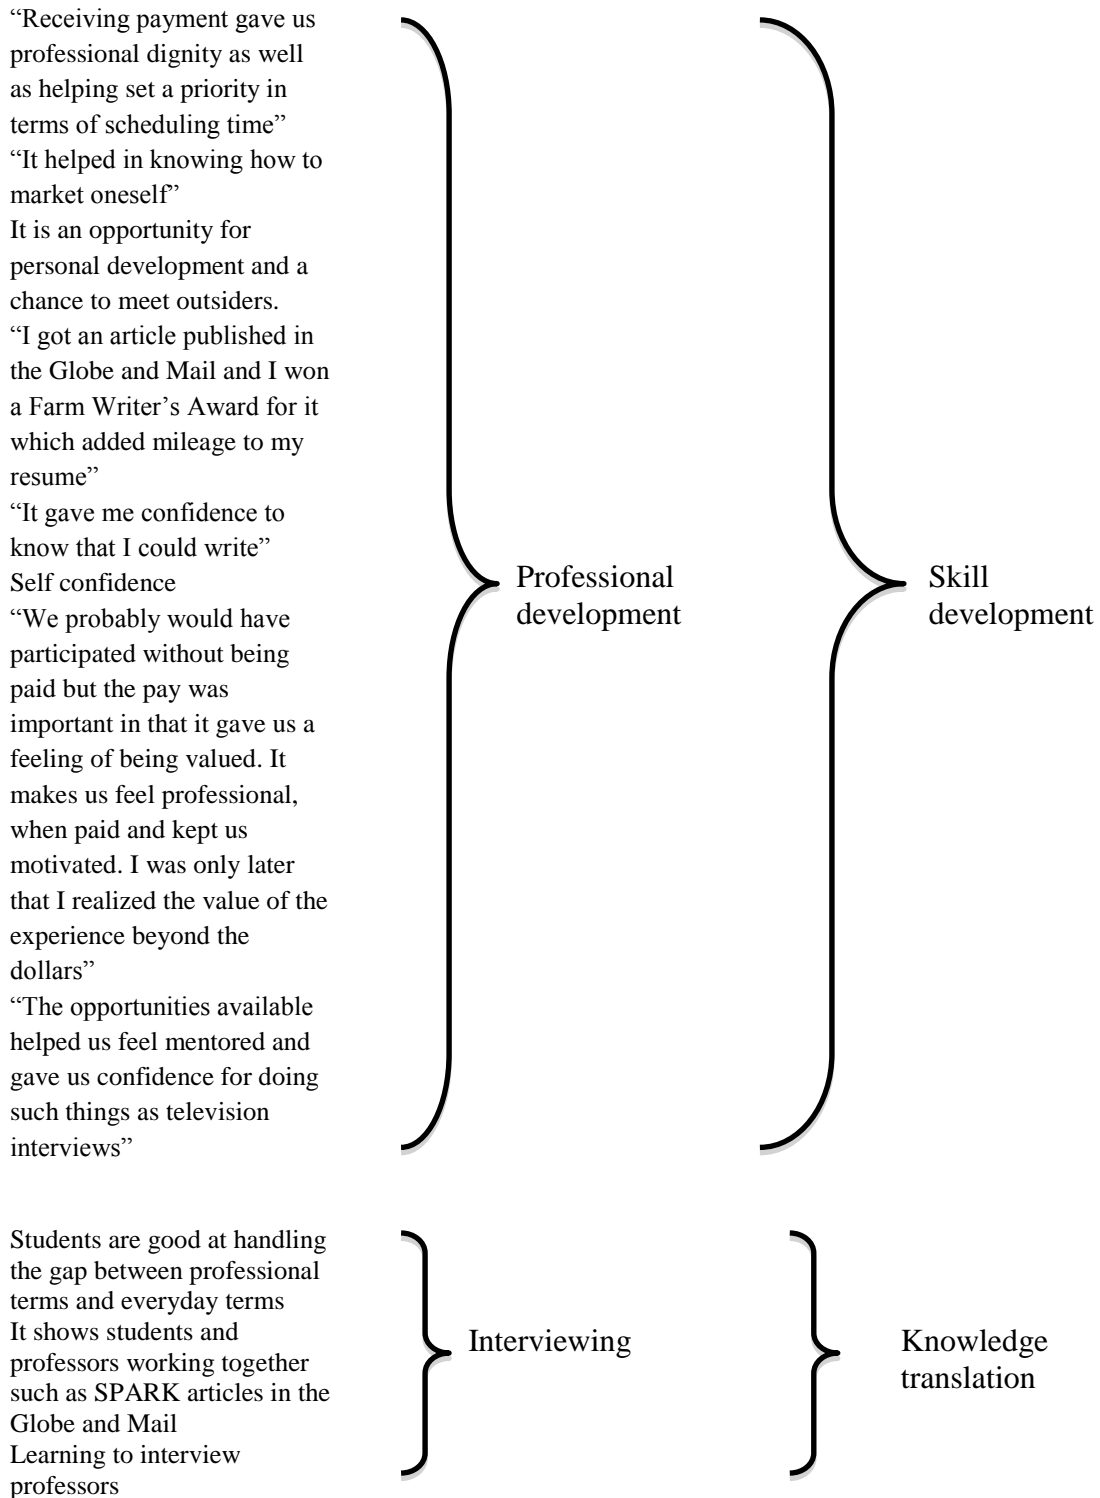 “Receiving payment gave us
professional dignity as well
as helping set a priority in
terms of scheduling time”
“It helped in knowing how to
market oneself”
It is an opportunity for
personal development and a
chance to meet outsiders.
“I got an article published in
the Globe and Mail and I won
a Farm Writer’s Award for it
which added mileage to my
resume”
“It gave me confidence to
know that I could write”
Self confidence
“We probably would have
participated without being
paid but the pay was
important in that it gave us a
feeling of being valued. It
makes us feel professional,
when paid and kept us
motivated. I was only later
that I realized the value of the
experience beyond the
dollars”
“The opportunities available
helped us feel mentored and
gave us confidence for doing
such things as television
interviews”
Professional
development
Skill
development
Students are good at handling
the gap between professional
terms and everyday terms
It shows students and
professors working together
such as SPARK articles in the
Globe and Mail
Learning to interview
professors
Interviewing
Knowledge
translation